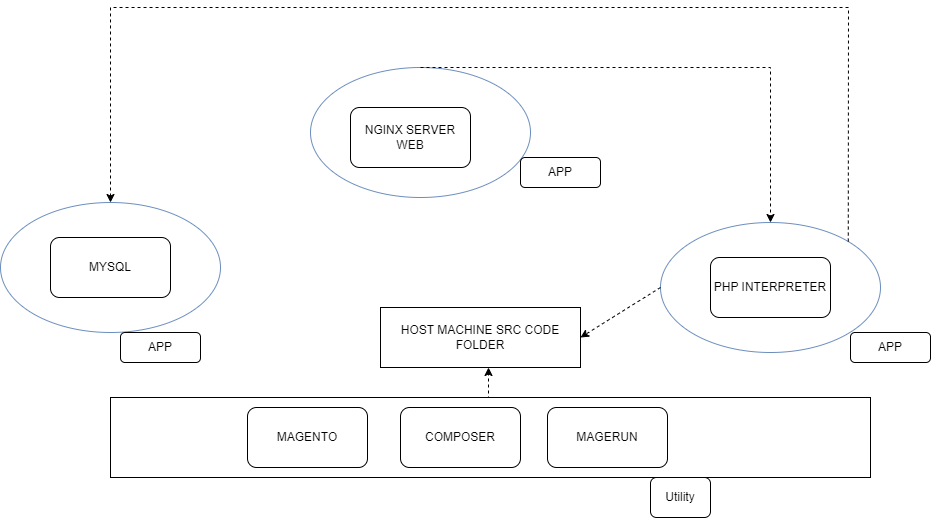 NGINX SERVER
WEB
APP
MYSQL
APP
PHP INTERPRETER
APP
HOST MACHINE SRC CODE
FOLDER
MAGENTO
COMPOSER
MAGERUN
Utility